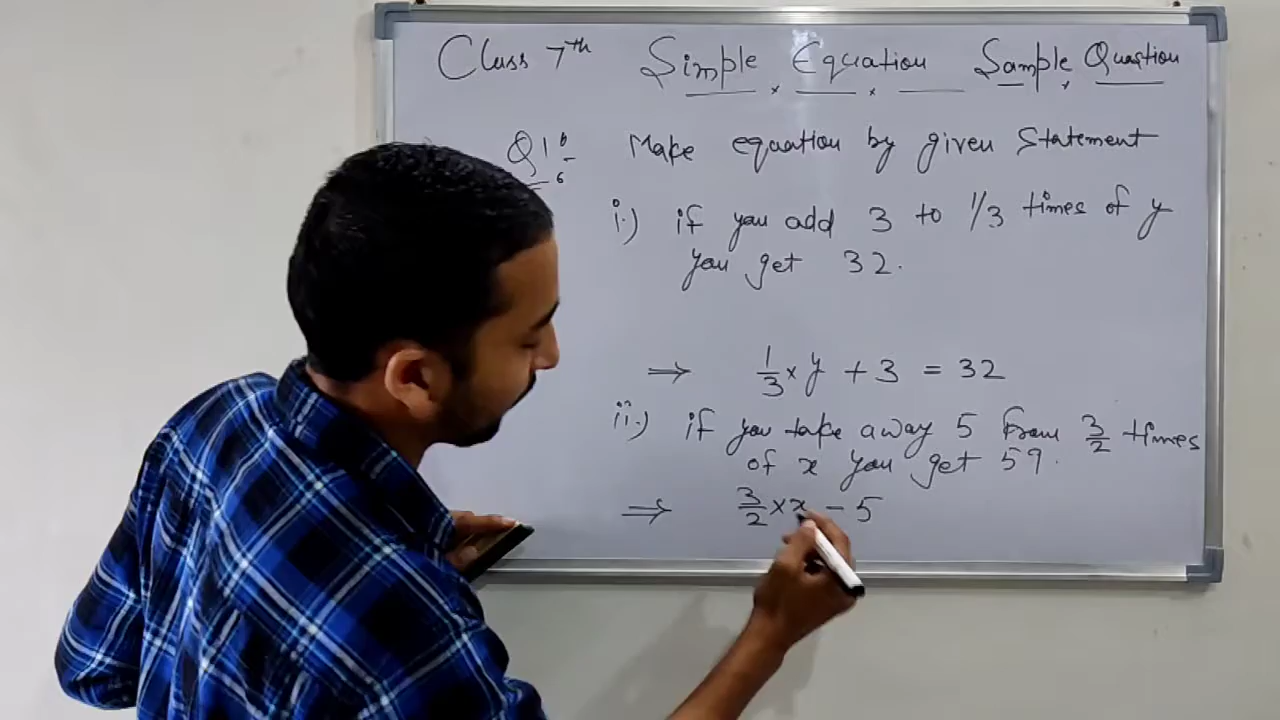 Class 7th Simple Equation Sample Quastion
Q1 :- Make equation by given Statement
i.) if you add 3 to 1/3 times of y
you get 32.
⇒ 1/3 × y + 3 = 32
ii.) if you take away 5 from 3/2 times
of x you get 59.
⇒ 3/2 × x - 5